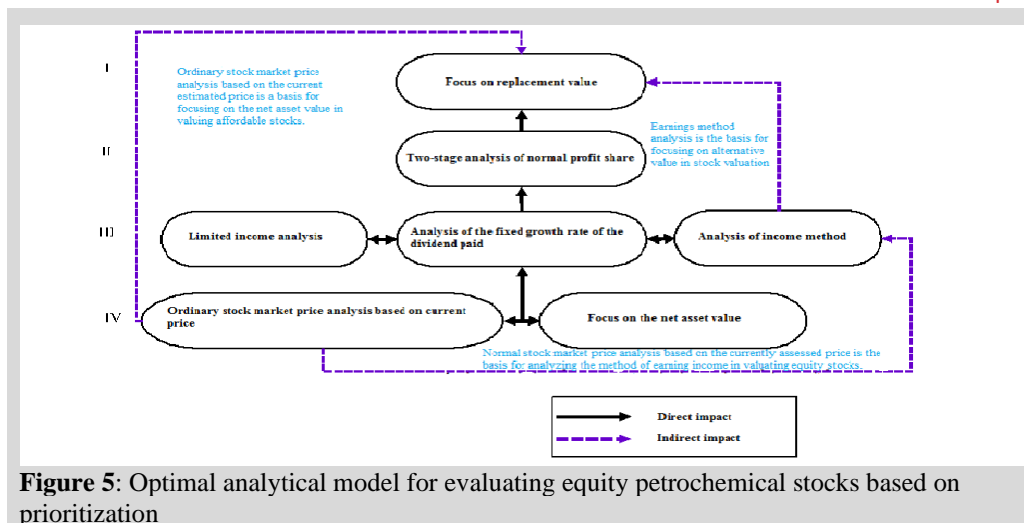 I
Ordinary stock market price
analysis based on the current
estimated price is a basis for
focusing on the net asset value in
valuing affordable stocks.
Focus on replacement value
Earnings method
analysis is the basis for
focusing on alternative
value in stock valuation
II
Two-stage analysis of normal profit share
III
Limited income analysis
Analysis of the fixed growth rate of the
dividend paid
Analysis of income method
IV
Ordinary stock market price analysis based on current
price
Focus on the net asset value
Normal stock market price analysis based on the currently assessed price is the
basis for analyzing the method of earning income in valuating equity stocks.
Direct impact
Indirect impact
Figure 5: Optimal analytical model for evaluating equity petrochemical stocks based on
prioritization